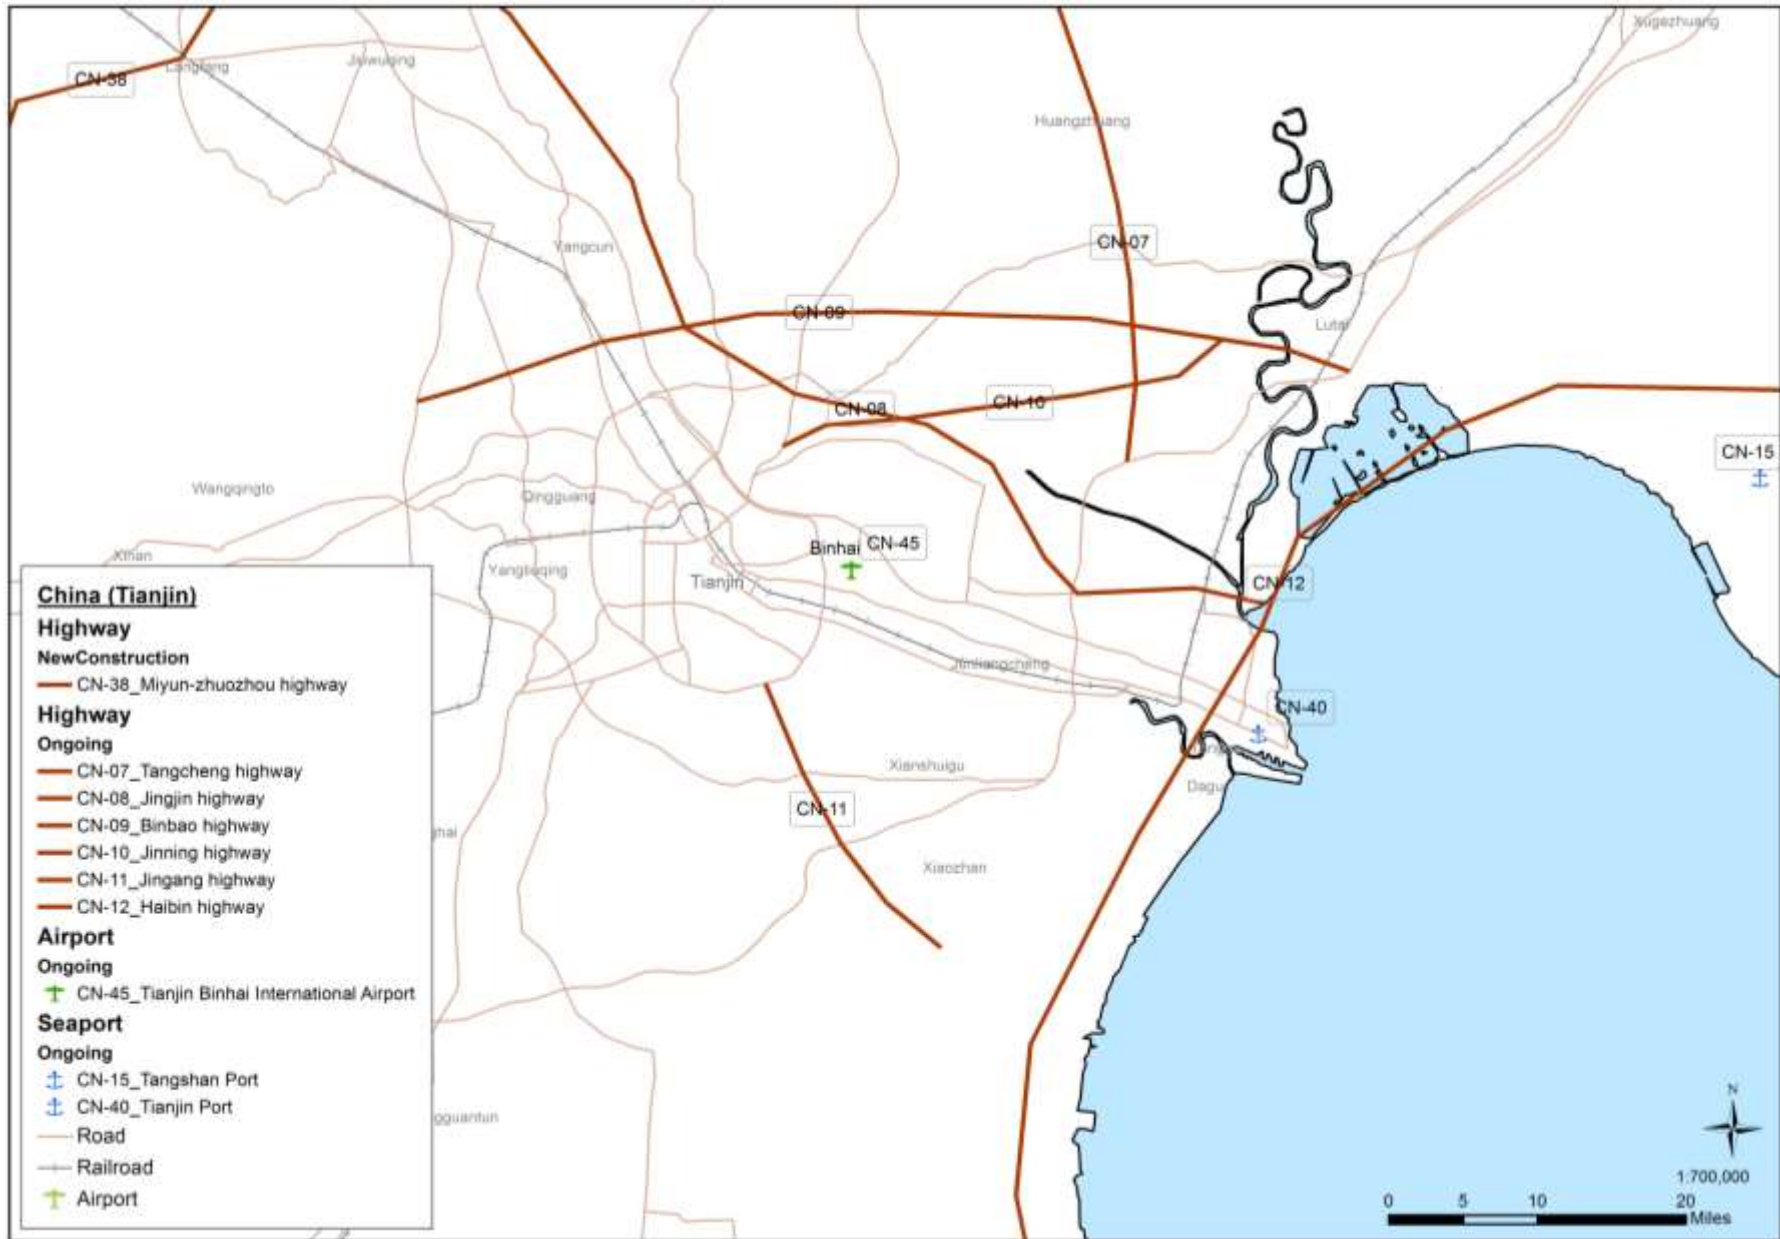 Xugezhuang
CN-38
Langfang
Jiuwuqing
Huangzhuang
Yangcun
CN-07
CN-09
Lutai
CN-08
CN-10
CN-15
Wangqingto
Qingguang
Binhai
CN-45
Yangliuqing
Tianjin
CN-12
Junliangcheng
CN-40
Xianshuigu
Dagu
CN-11
Xiaozhan
gguantun
China (Tianjin)
Highway
NewConstruction
CN-38_Miyun-zhuozhou highway
Highway
Ongoing
CN-07_Tangcheng highway
CN-08_Jingjin highway
CN-09_Binbao highway
CN-10_Jinning highway
CN-11_Jingang highway
CN-12_Haibin highway
Airport
Ongoing
CN-45_Tianjin Binhai International Airport
Seaport
Ongoing
CN-15_Tangshan Port
CN-40_Tianjin Port
Road
Railroad
Airport
N
1:700,000
0 5 10 20
Miles